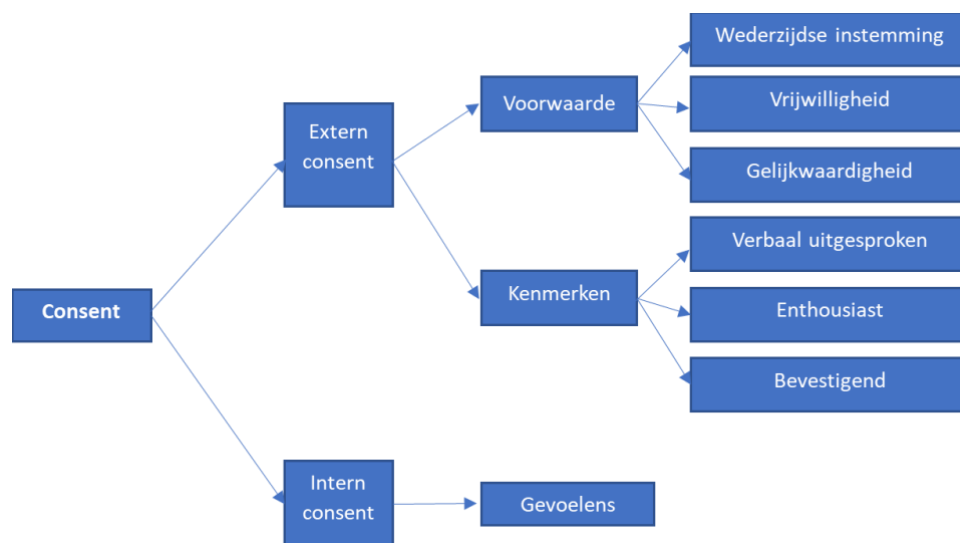 Consent
Extern
consent
Voorwaarde
Wederzijdse instemming
Vrijwilligheid
Gelijkwaardigheid
Kenmerken
Verbaal uitgesproken
Enthousiast
Bevestigend
Intern
consent
Gevoelens